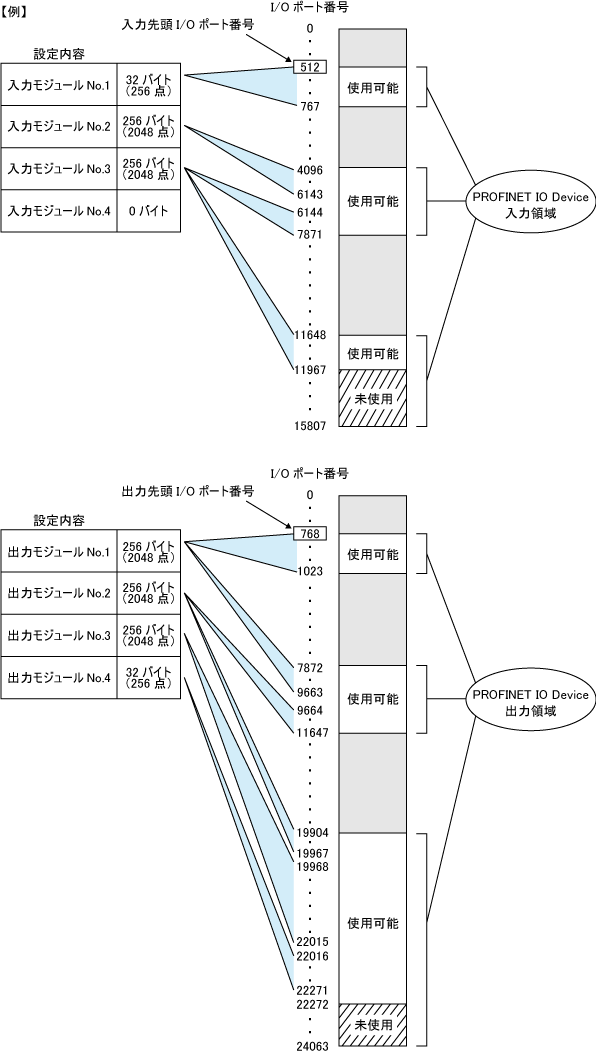 【例】
I/O ポート番号
入力先頭 I/O ポート番号
0
設定内容
512
入力モジュール No.1
32 バイト
(256 点)
使用可能
767
入力モジュール No.2
256 バイト
(2048 点)
入力モジュール No.3
256 バイト
(2048 点)
4096
6143
使用可能
PROFINET IO Device
入力領域
入力モジュール No.4
0 バイト
6144
7871
11648
使用可能
11967
未使用
15807
I/O ポート番号
出力先頭 I/O ポート番号
0
設定内容
768
出力モジュール No.1
256 バイト
(2048 点)
使用可能
1023
出力モジュール No.2
256 バイト
(2048 点)
出力モジュール No.3
256 バイト
(2048 点)
出力モジュール No.4
32 バイト
(256 点)
7872
9663
使用可能
PROFINET IO Device
出力領域
9664
11647
19904
19967
19968
使用可能
22015
22016
22271
22272
未使用
24063